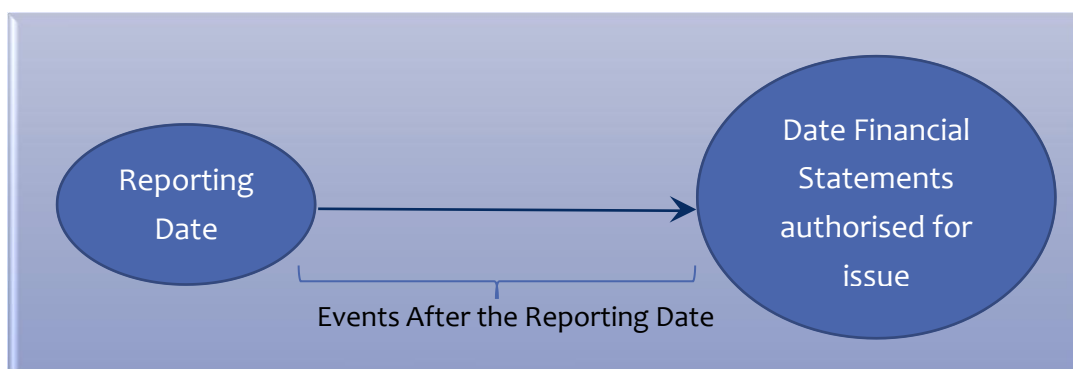 Reporting
Date
Date Financial
Statements
authorised for
issue
Events After the Reporting Date